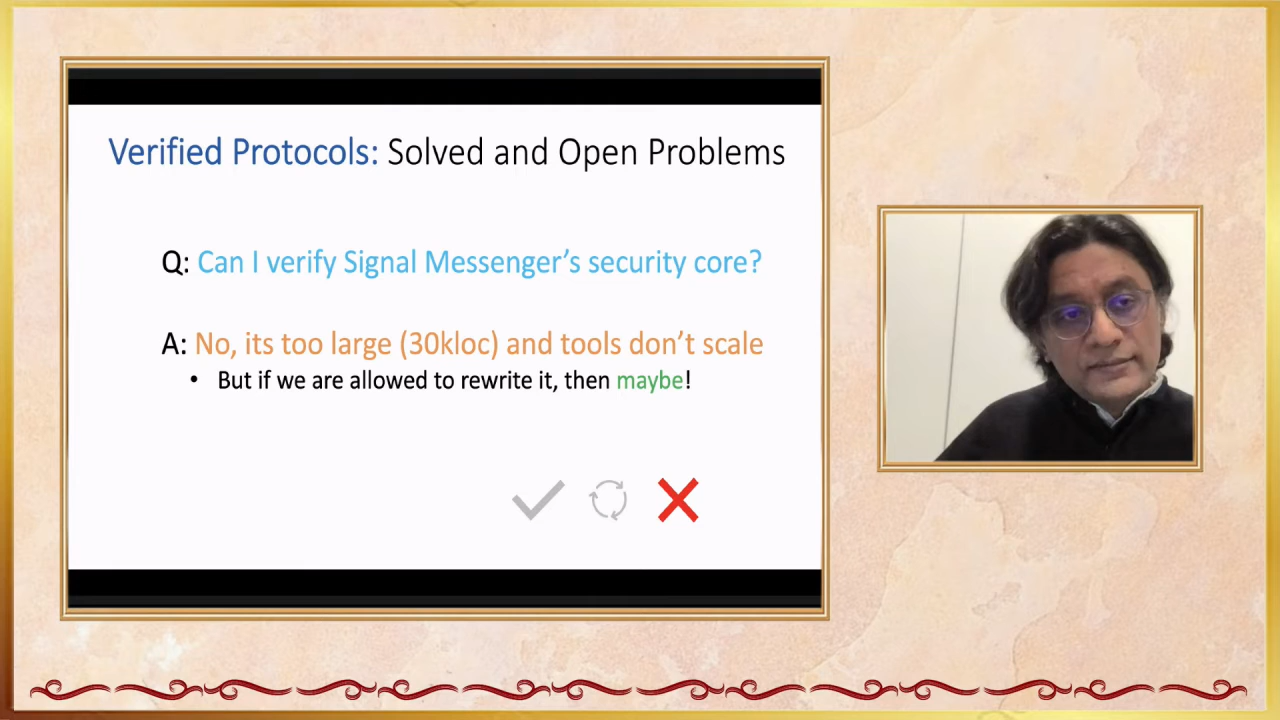 Verified Protocols: Solved and Open Problems
Q: Can I verify Signal Messenger's security core?
A: No, its too large (30kloc) and tools don't scale
• But if we are allowed to rewrite it, then maybe!